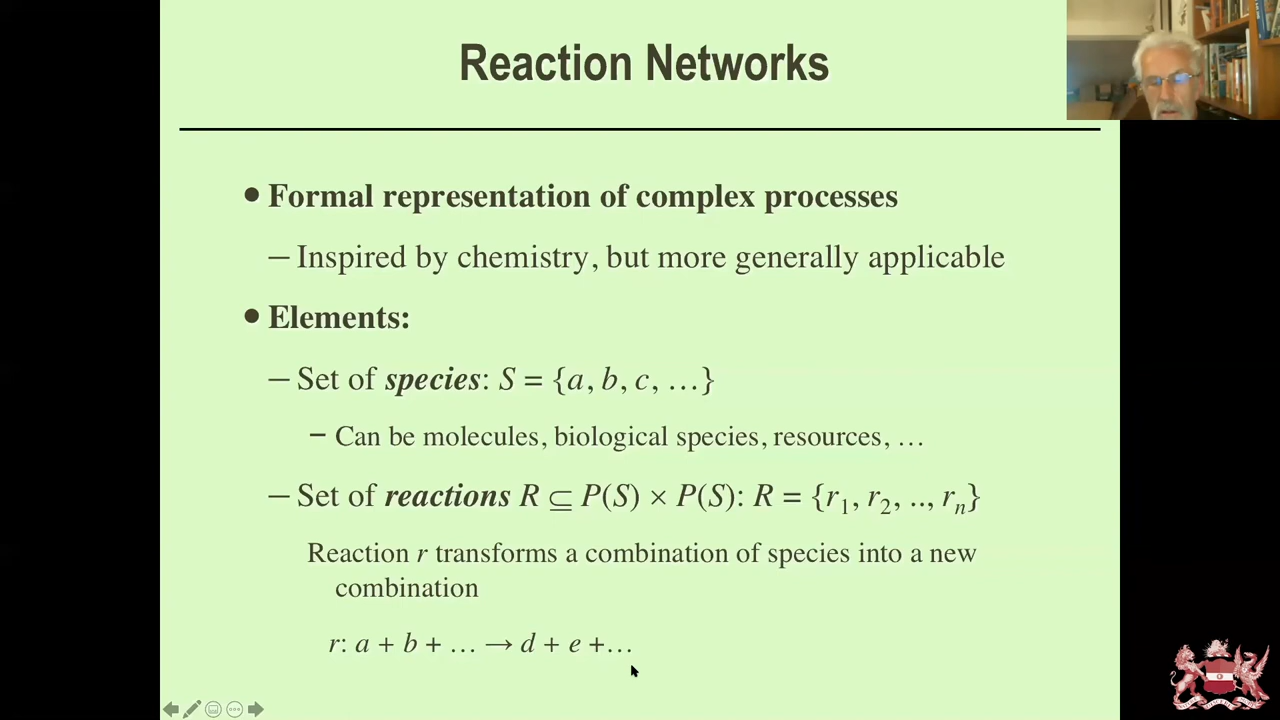 Reaction Networks
• Formal representation of complex processes
– Inspired by chemistry, but more generally applicable
• Elements:
– Set of species: S = {a, b, c, …}
– Can be molecules, biological species, resources, …
– Set of reactions R ⊆ P(S) × P(S): R = {r₁, r₂, .., rₙ}
Reaction r transforms a combination of species into a new
combination
r: a + b + … → d + e +…